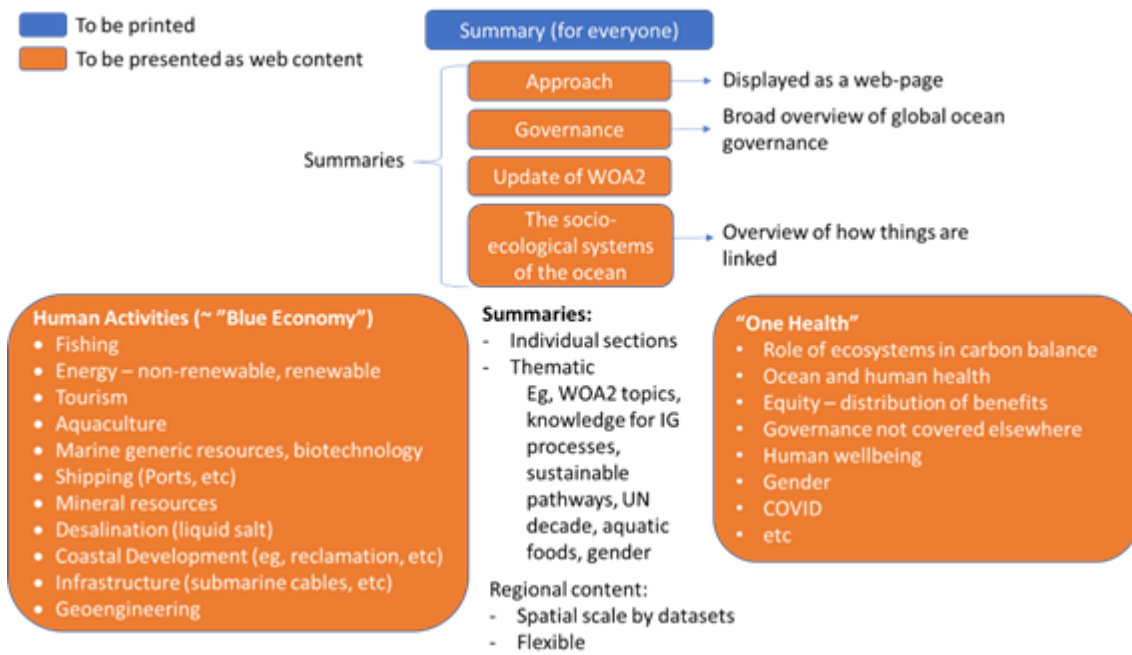 To be printed
To be presented as web content
Summary (for everyone)
Summaries
Approach
Displayed as a web-page
Governance
Broad overview of global ocean
governance
Update of WOA2
The socio-
ecological systems
of the ocean
Overview of how things are
linked
Human Activities (~ "Blue Economy")
• Fishing
• Energy – non-renewable, renewable
• Tourism
• Aquaculture
• Marine generic resources, biotechnology
• Shipping (Ports, etc)
• Mineral resources
• Desalination (liquid salt)
• Coastal Development (eg, reclamation, etc)
• Infrastructure (submarine cables, etc)
• Geoengineering
Summaries:
- Individual sections
- Thematic
Eg, WOA2 topics,
knowledge for IG
processes,
sustainable
pathways, UN
decade, aquatic
foods, gender
Regional content:
- Spatial scale by datasets
- Flexible
"One Health"
• Role of ecosystems in carbon balance
• Ocean and human health
• Equity – distribution of benefits
• Governance not covered elsewhere
• Human wellbeing
• Gender
• COVID
• etc